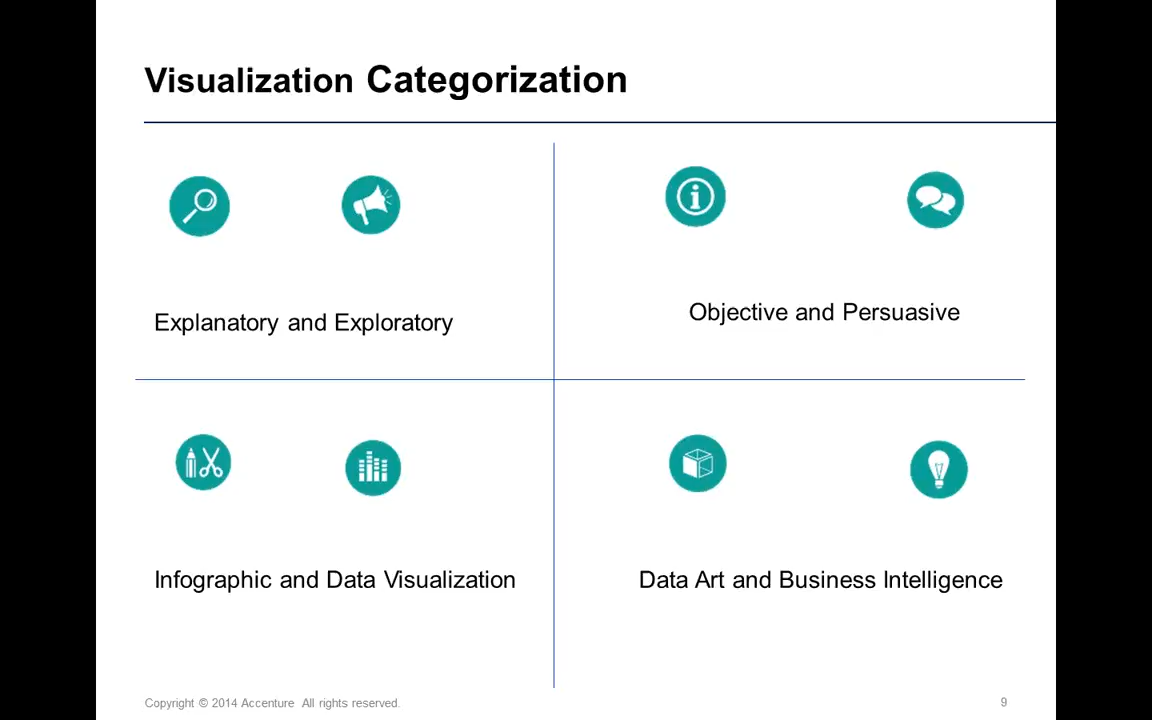 Visualization Categorization
Explanatory and Exploratory
Objective and Persuasive
Infographic and Data Visualization
Data Art and Business Intelligence
Copyright © 2014 Accenture  All rights reserved.
9